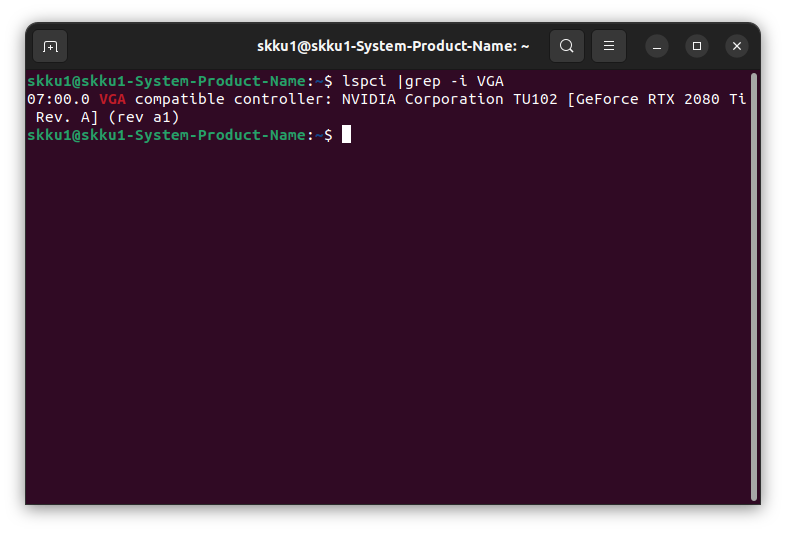 skku1@skku1-System-Product-Name: ~
skku1@skku1-System-Product-Name:~$ lspci |grep -i VGA
07:00.0 VGA compatible controller: NVIDIA Corporation TU102 [GeForce RTX 2080 Ti
 Rev. A] (rev a1)
skku1@skku1-System-Product-Name:~$